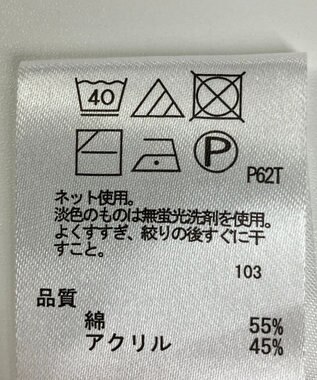 40
P
P62T
ネット使用。
淡色のものは無蛍光洗剤を使用。
よくすすぎ、絞りの後すぐに干
すこと。
103
品質
綿 55%
アクリル 45%